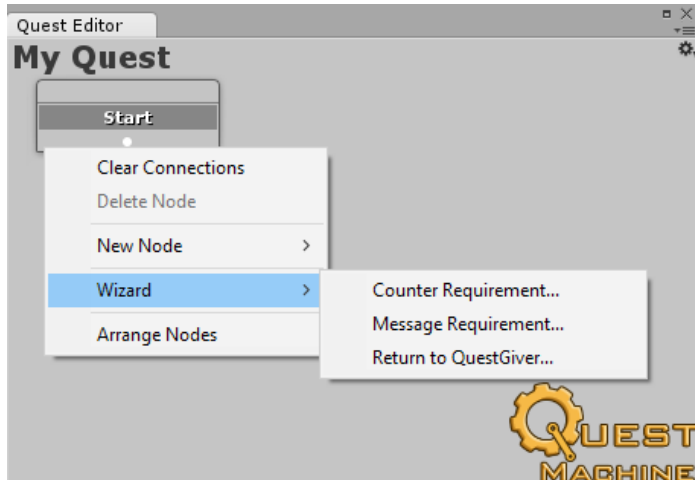 Quest Editor
My Quest
Start
Clear Connections
Delete Node
New Node
Wizard
Counter Requirement...
Message Requirement...
Return to QuestGiver...
Arrange Nodes
QUEST
MACHINE